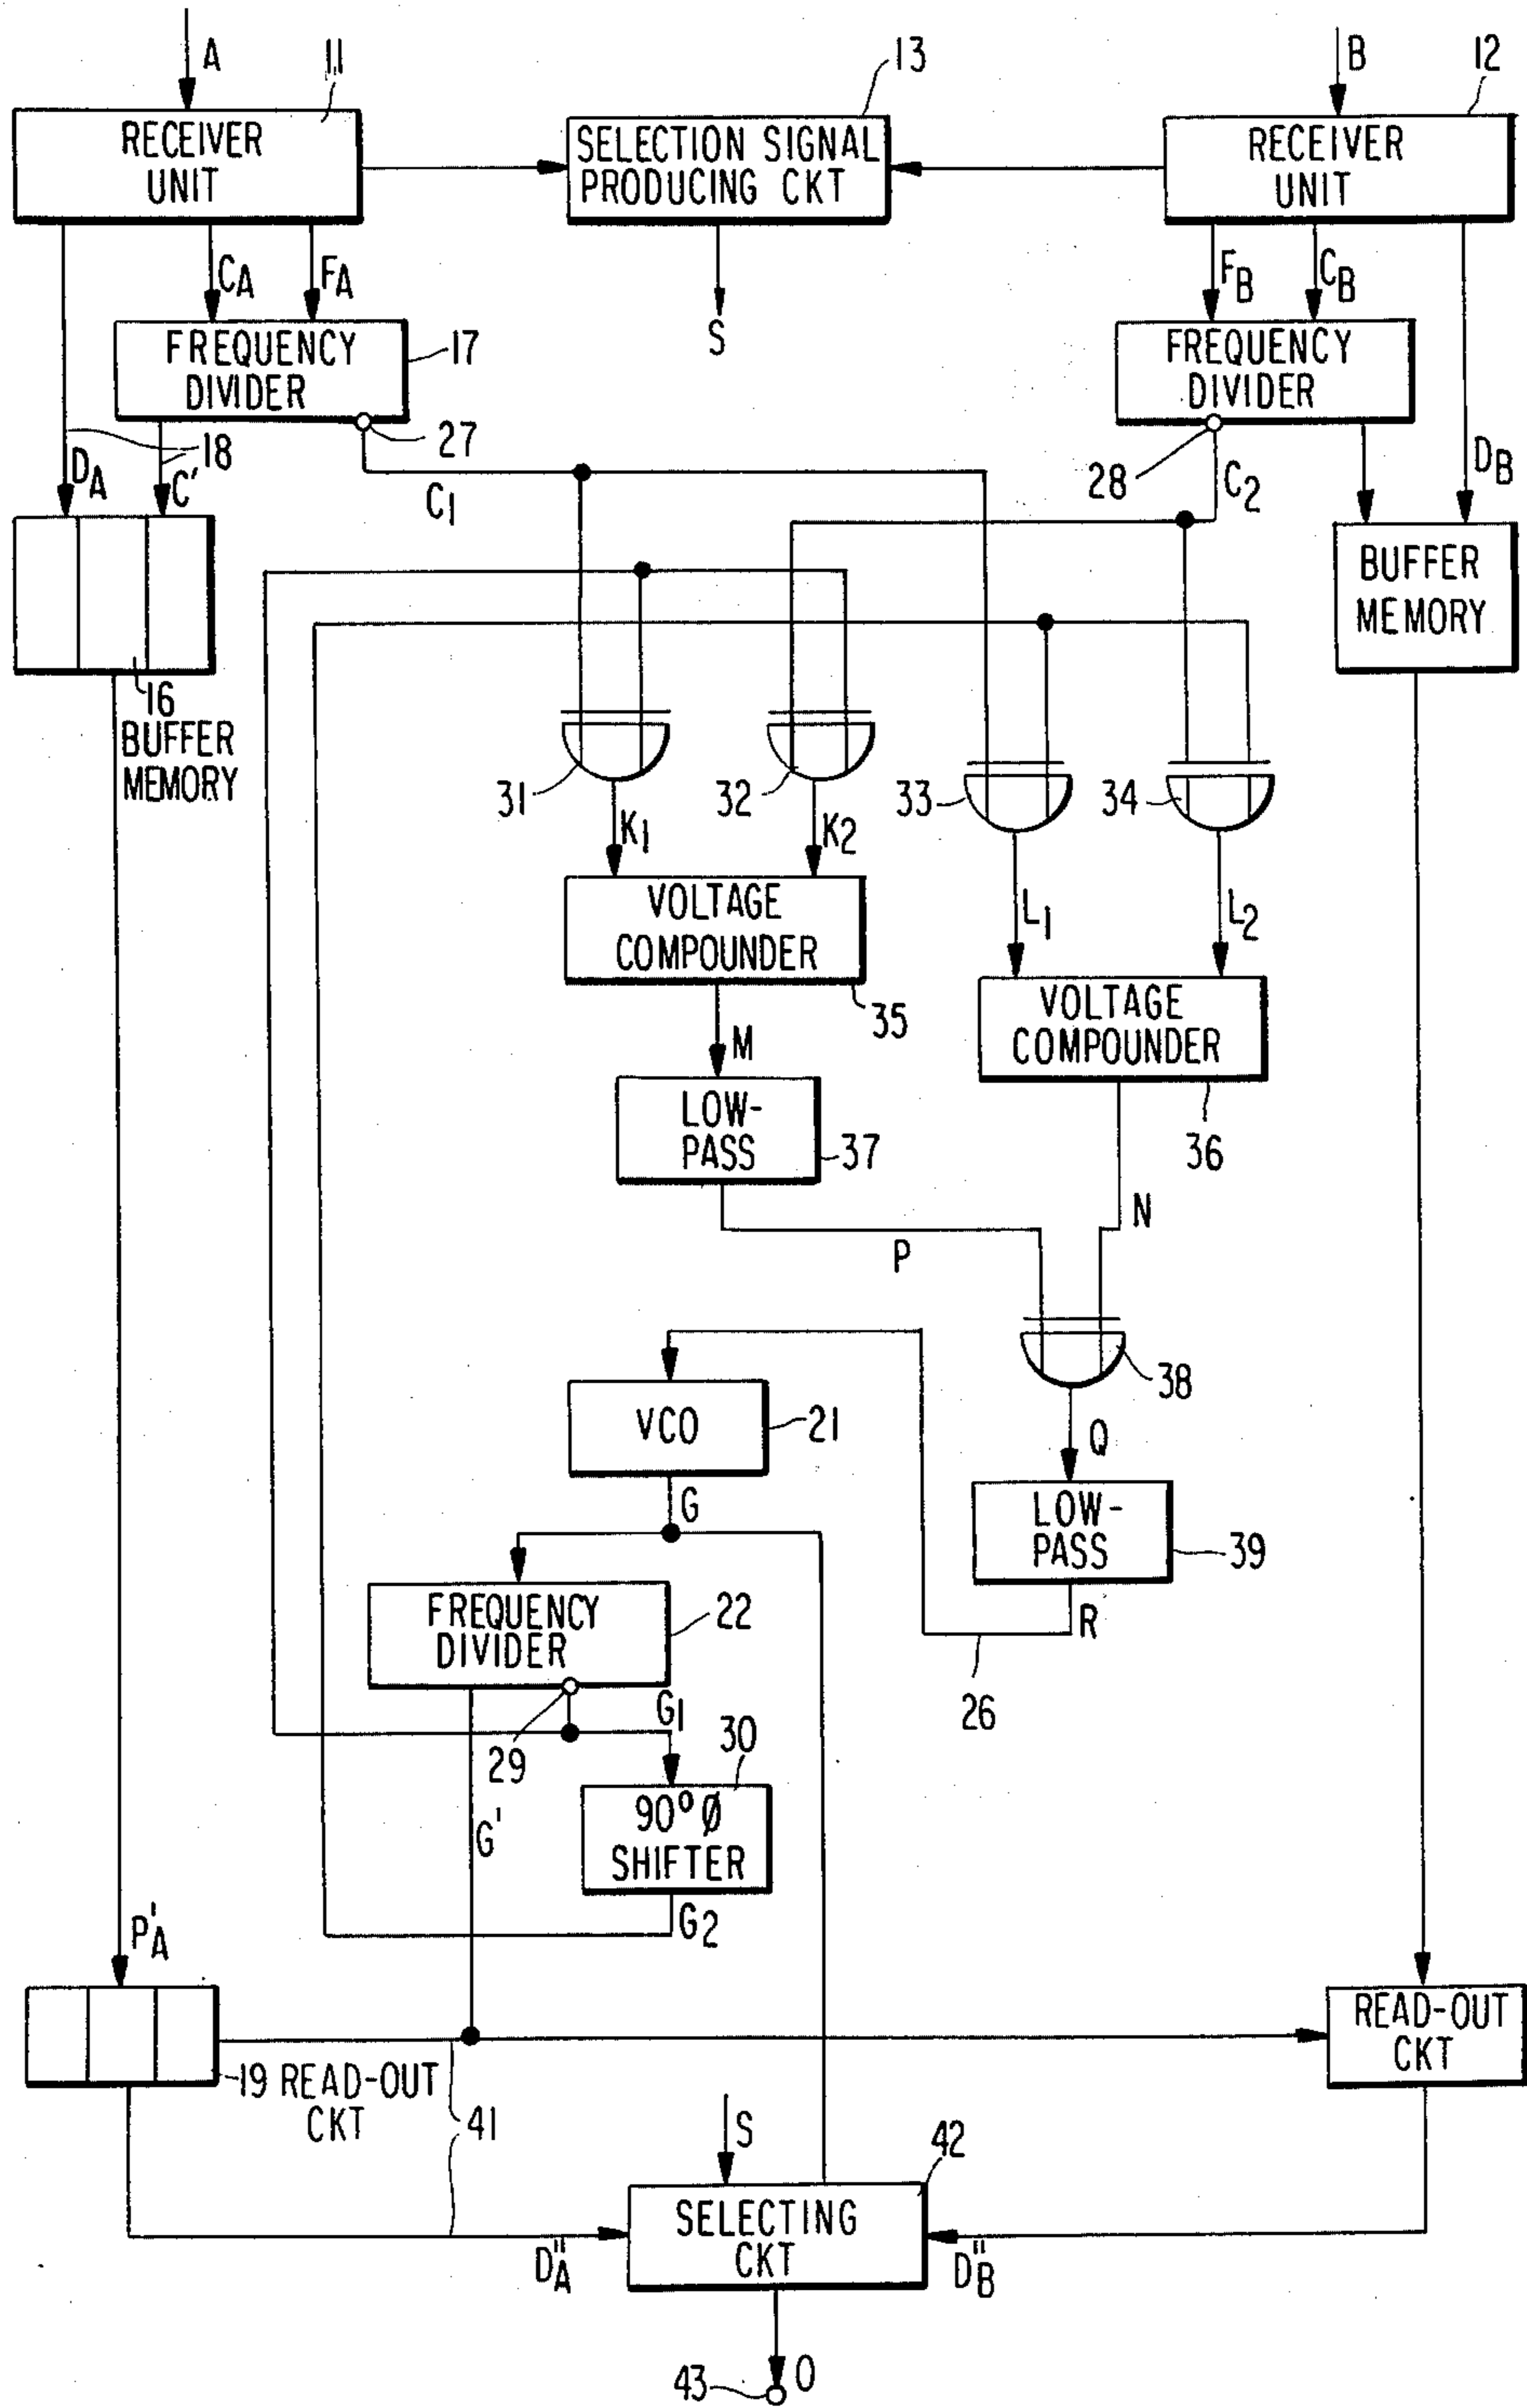 A
11
13
B
12
RECEIVER
UNIT
SELECTION SIGNAL
PRODUCING CKT
RECEIVER
UNIT
CA
FA
S
FB
CB
FREQUENCY
DIVIDER
17
FREQUENCY
DIVIDER
DA
18
C'
27
C1
28
C2
DB
16
BUFFER
MEMORY
BUFFER
MEMORY
31
32
33
34
K1
K2
L1
L2
VOLTAGE
COMPOUNDER
35
VOLTAGE
COMPOUNDER
36
M
LOW-
PASS
37
P
N
38
VCO
21
Q
G
LOW-
PASS
39
FREQUENCY
DIVIDER
22
R
26
29
G1
30
90° Ø
SHIFTER
G'
G2
P'A
19 READ-OUT
CKT
41
READ-OUT
CKT
S
42
SELECTING
CKT
D"A
D"B
43
O